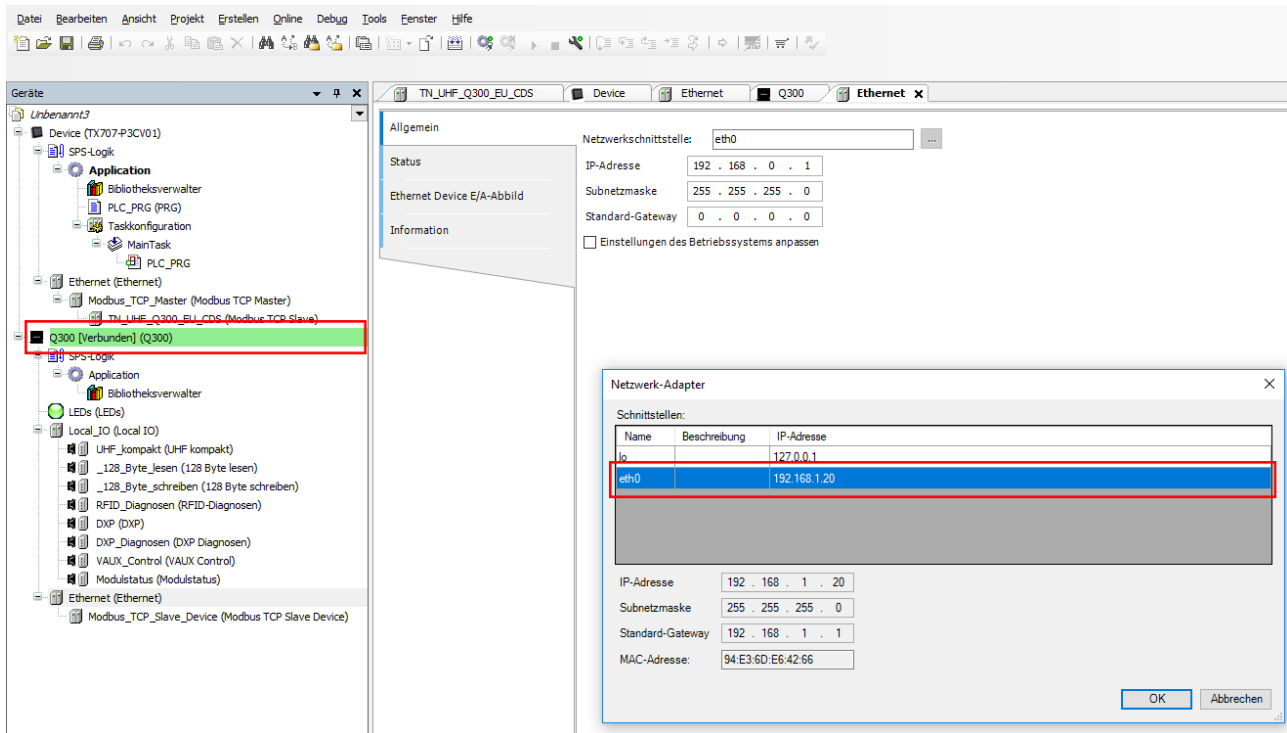 Datei Bearbeiten Ansicht Projekt Erstellen Online Debug Tools Fenster Hilfe
Geräte
Unbenannt3
Device (TX707-P3CV01)
SPS-Logik
Application
Bibliotheksverwalter
PLC_PRG (PRG)
Taskkonfiguration
MainTask
PLC_PRG
Ethernet (Ethernet)
Modbus_TCP_Master (Modbus TCP Master)
TN_UHF_Q300_EU_CDS (Modbus TCP Slave)
Q300 [Verbunden] (Q300)
SPS-Logik
Application
Bibliotheksverwalter
LEDs (LEDs)
Local_IO (Local IO)
UHF_kompakt (UHF kompakt)
_128_Byte_lesen (128 Byte lesen)
_128_Byte_schreiben (128 Byte schreiben)
RFID_Diagnosen (RFID-Diagnosen)
DXP (DXP)
DXP_Diagnosen (DXP Diagnosen)
VAUX_Control (VAUX Control)
Modulstatus (Modulstatus)
Ethernet (Ethernet)
Modbus_TCP_Slave_Device (Modbus TCP Slave Device)
TN_UHF_Q300_EU_CDS Device Ethernet Q300 Ethernet
Allgemein
Status
Ethernet Device E/A-Abbild
Information
Netzwerkschnittstelle: eth0 ...
IP-Adresse 192 . 168 . 0 . 1
Subnetzmaske 255 . 255 . 255 . 0
Standard-Gateway 0 . 0 . 0 . 0
Einstellungen des Betriebssystems anpassen
Netzwerk-Adapter
Schnittstellen:
Name Beschreibung IP-Adresse
lo 127.0.0.1
eth0 192.168.1.20
IP-Adresse 192 . 168 . 1 . 20
Subnetzmaske 255 . 255 . 255 . 0
Standard-Gateway 192 . 168 . 1 . 1
MAC-Adresse: 94:E3:6D:E6:42:66
OK Abbrechen